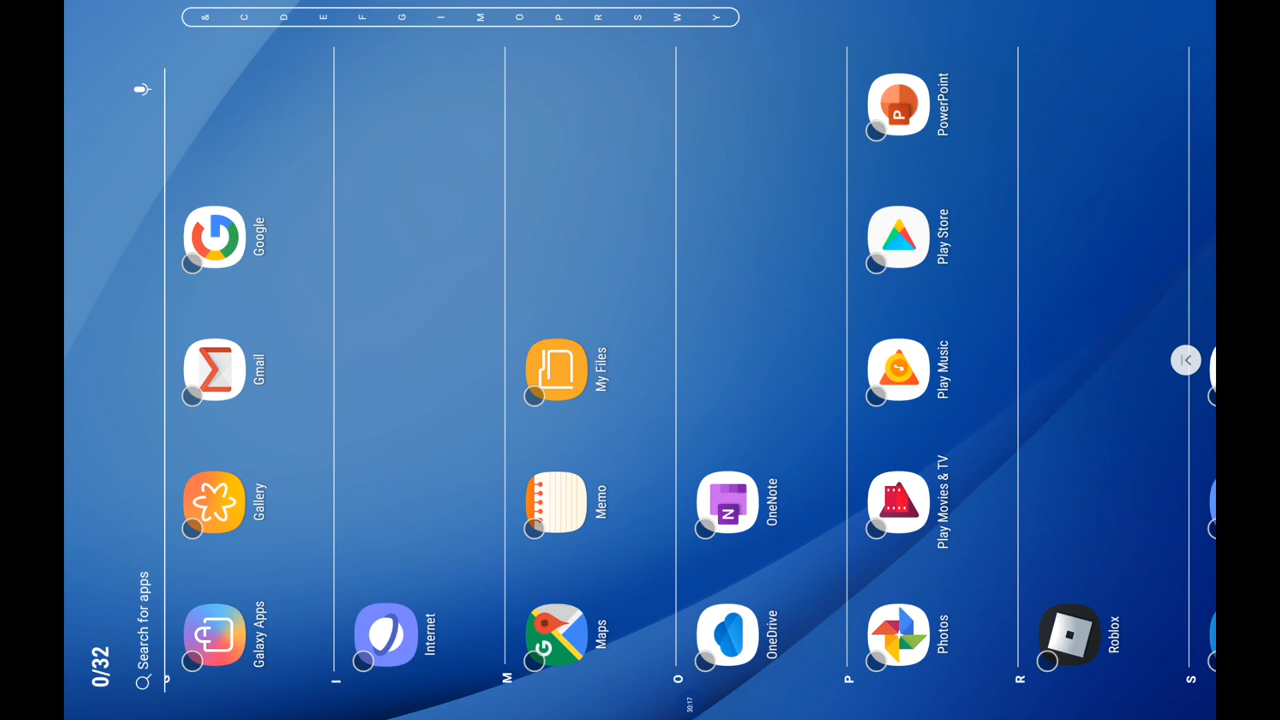 & C D E F G I M O P R S W Y
0/32
Search for apps
Galaxy Apps
Gallery
Gmail
Google
I
Internet
M
Maps
Memo
My Files
O
OneDrive
OneNote
P
Photos
Play Movies & TV
Play Music
Play Store
PowerPoint
R
Roblox
S